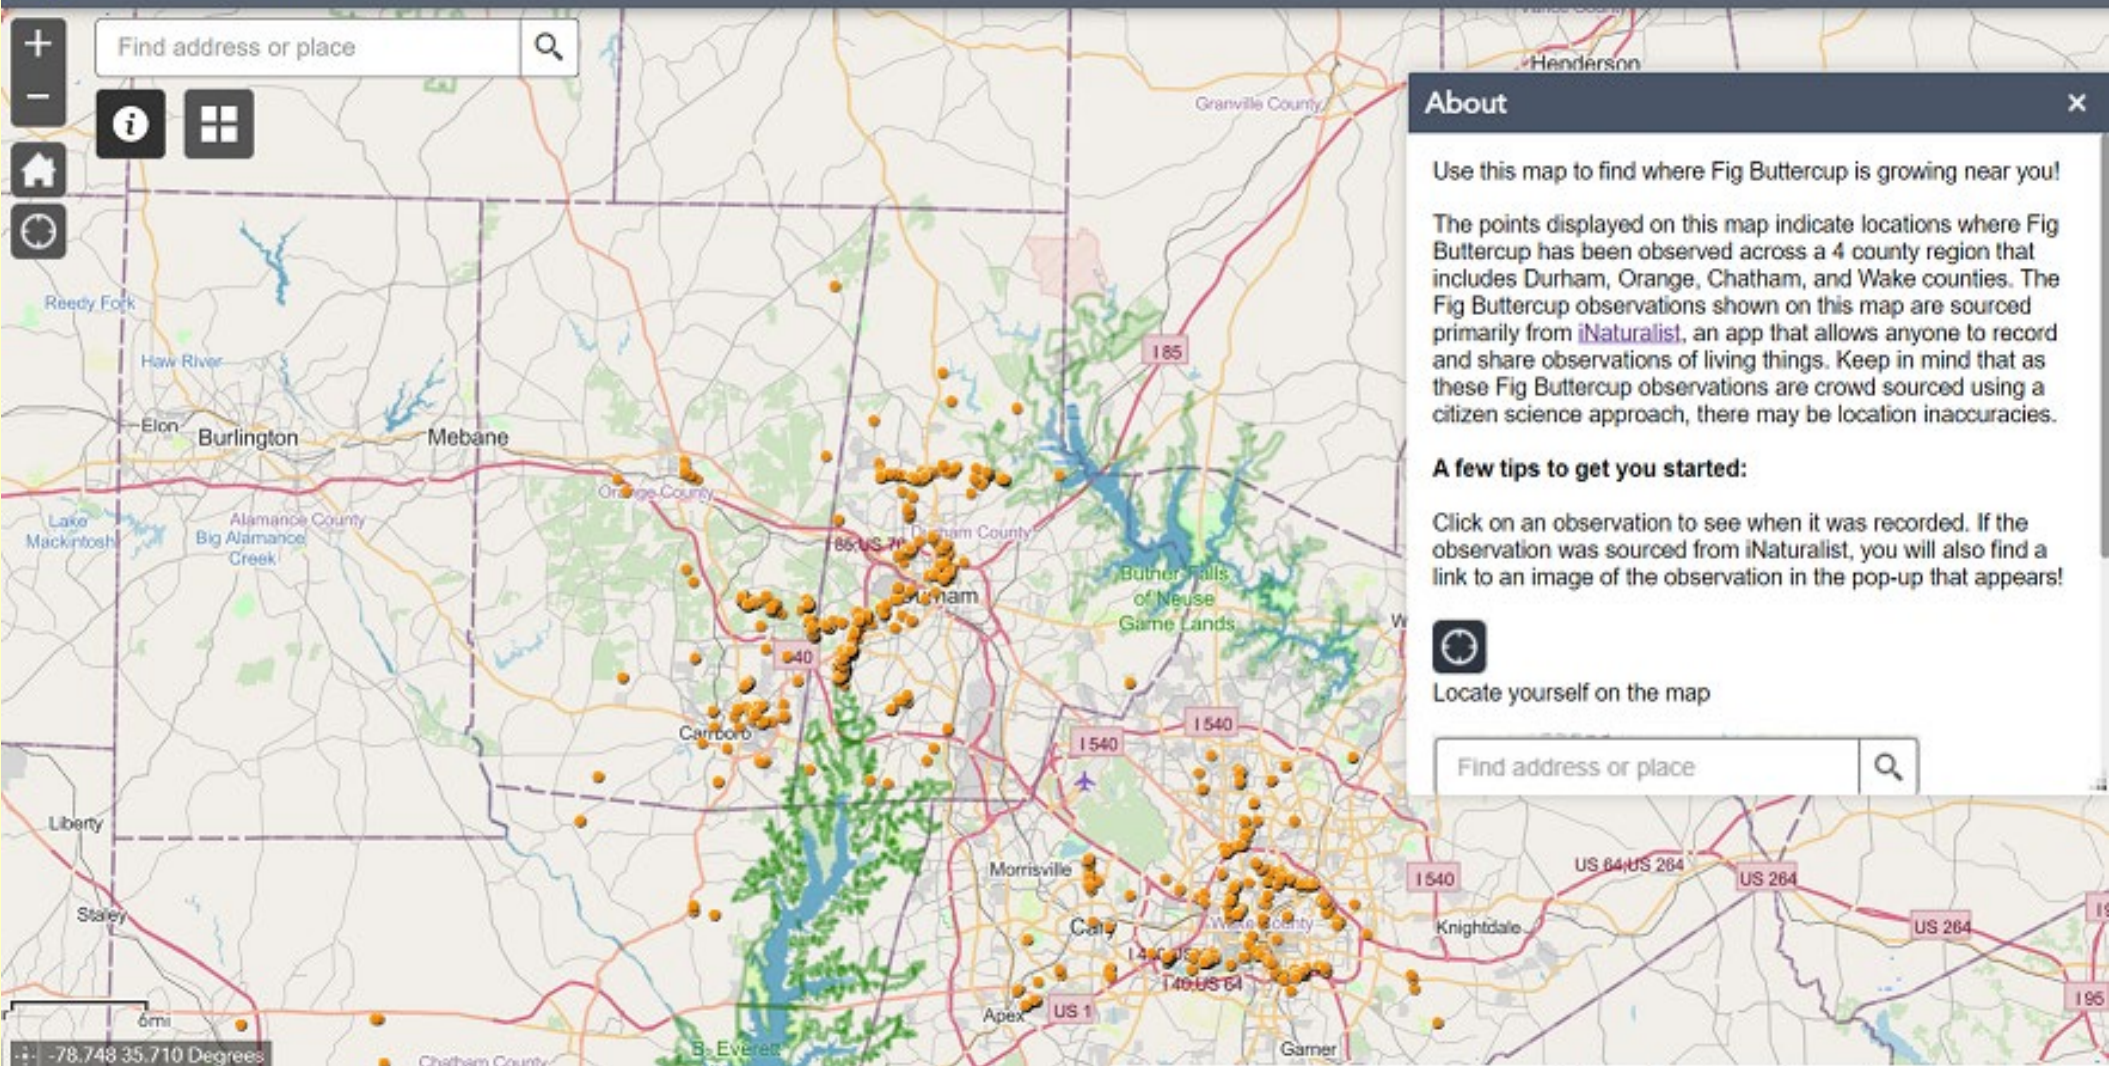 Find address or place
Henderson
Granville County
About
Use this map to find where Fig Buttercup is growing near you!
The points displayed on this map indicate locations where Fig
Buttercup has been observed across a 4 county region that
includes Durham, Orange, Chatham, and Wake counties. The
Fig Buttercup observations shown on this map are sourced
primarily from iNaturalist, an app that allows anyone to record
and share observations of living things. Keep in mind that as
these Fig Buttercup observations are crowd sourced using a
citizen science approach, there may be location inaccuracies.
A few tips to get you started:
Click on an observation to see when it was recorded. If the
observation was sourced from iNaturalist, you will also find a
link to an image of the observation in the pop-up that appears!
Locate yourself on the map
Find address or place
Reedy Fork
Haw River
I 85
Elon
Burlington
Mebane
Orange County
Lake
Mackintosh
Alamance County
Big Alamance
Creek
Durham County
Butner Falls
of Neuse
Game Lands
Durham
I 540
I 540
Carrboro
Liberty
Morrisville
I 540
US 64;US 264
US 264
Staley
Cary
Wake County
Knightdale
US 264
I 40;US 64
I 95
6mi
Apex
US 1
-78.748 35.710 Degrees
Chatham County
B. Everett
Garner